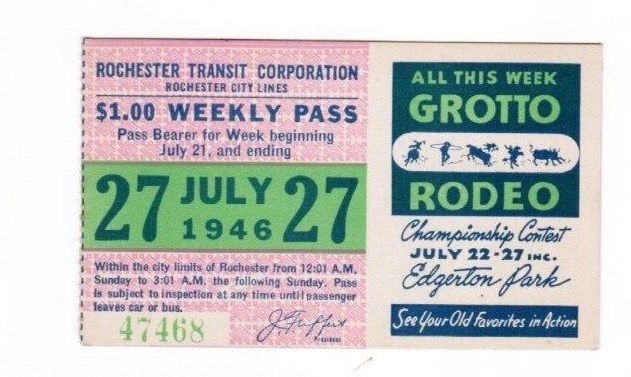 ROCHESTER TRANSIT CORPORATION
ROCHESTER CITY LINES
$1.00 WEEKLY PASS
Pass Bearer for Week beginning
July 21, and ending
27 JULY 1946 27
Within the city limits of Rochester from 12:01 A.M.
Sunday to 3:01 A.M. the following Sunday. Pass
is subject to inspection at any time until passenger
leaves car or bus.
47468
President
ALL THIS WEEK
GROTTO
RODEO
Championship Contest
JULY 22-27 INC.
Edgerton Park
See Your Old Favorites in Action